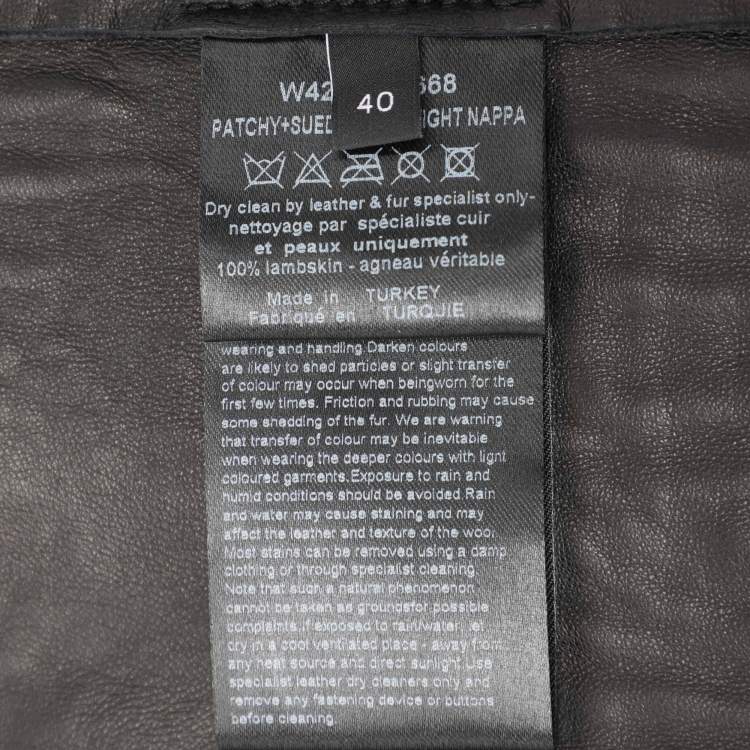 W42 668
40
PATCHY+SUED IGHT NAPPA
Dry clean by leather & fur specialist only-
nettoyage par spécialiste cuir
et peaux uniquement
100% lambskin - agneau véritable
Made in TURKEY
Fabriqué en TURQUIE
wearing and handling.Darken colours
are likely to shed particles or slight transfer
of colour may occur when beingworn for the
first few times. Friction and rubbing may cause
some shedding of the fur. We are warning
that transfer of colour may be inevitable
when wearing the deeper colours with light
coloured garments.Exposure to rain and
humid conditions should be avoided.Rain
and water may cause staining and may
affect the leather and texture of the wool.
Most stains can be removed using a damp
clothing or through specialist cleaning
Note that such a natural phenomenon
cannot be taken as groundsfor possible
complaints.if exposed to rain/water ,let
dry in a cool ventilated place - away from
any heat source and direct sunlight.Use
specialist leather dry cleaners only and
remove any fastening device or buttons
before cleaning.